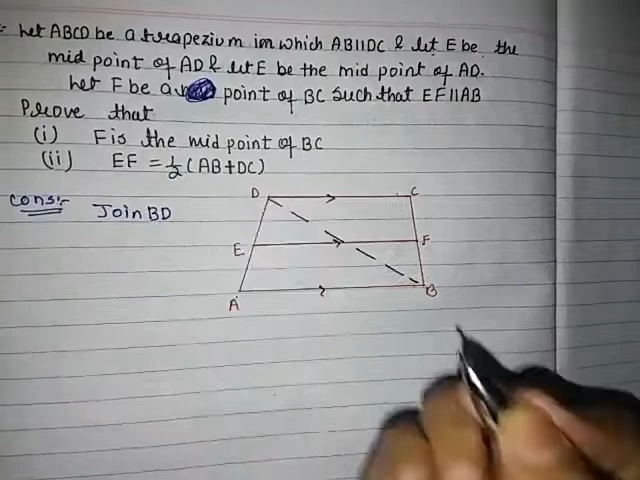 :- Let ABCD be a trapezium in which AB||DC & let E be the
mid point of AD & let E be the mid point of AD.
Let F be a point of BC such that EF||AB
Prove that
(i) F is the mid point of BC
(ii) EF = 1/2 (AB+DC)
Cons:- Join BD
D C
E F
A B